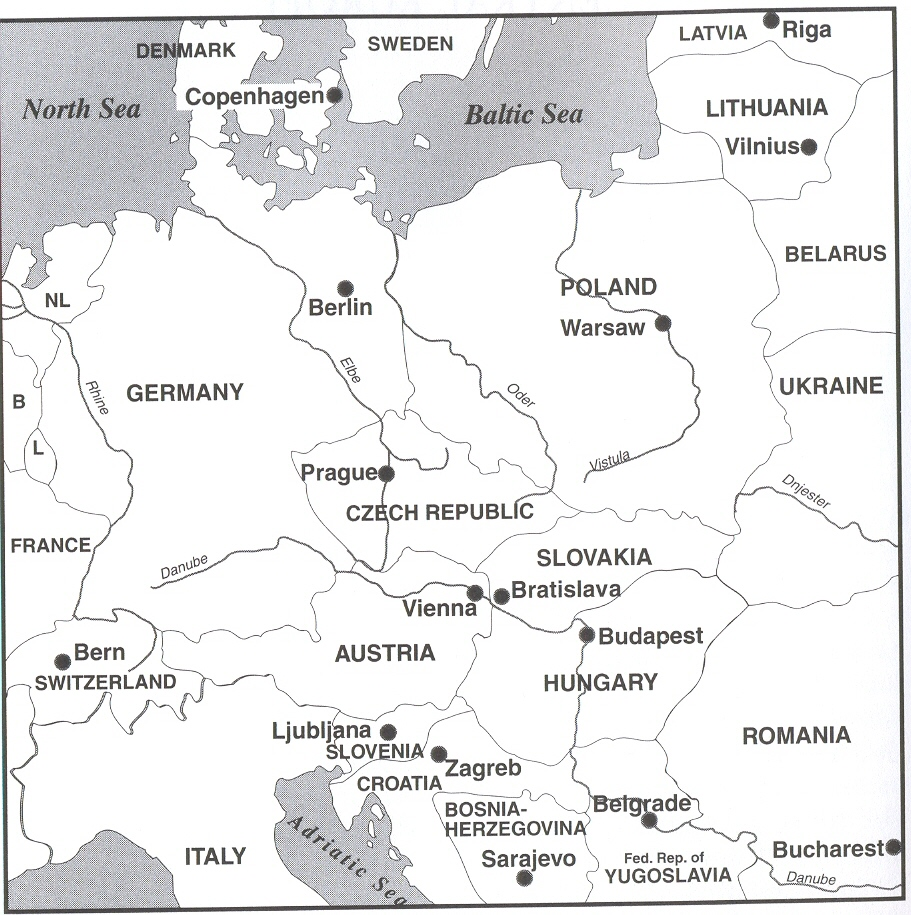 DENMARK
SWEDEN
LATVIA
Riga
North Sea
Copenhagen
Baltic Sea
LITHUANIA
Vilnius
BELARUS
NL
Berlin
POLAND
Warsaw
UKRAINE
B
Rhine
GERMANY
Elbe
Oder
L
Prague
Vistula
Dnjester
CZECH REPUBLIC
FRANCE
Danube
SLOVAKIA
Vienna
Bratislava
Bern
AUSTRIA
Budapest
SWITZERLAND
HUNGARY
Ljubljana
SLOVENIA
Zagreb
ROMANIA
CROATIA
BOSNIA-
HERZEGOVINA
Belgrade
Adriatic Sea
ITALY
Sarajevo
Fed. Rep. of
YUGOSLAVIA
Bucharest
Danube